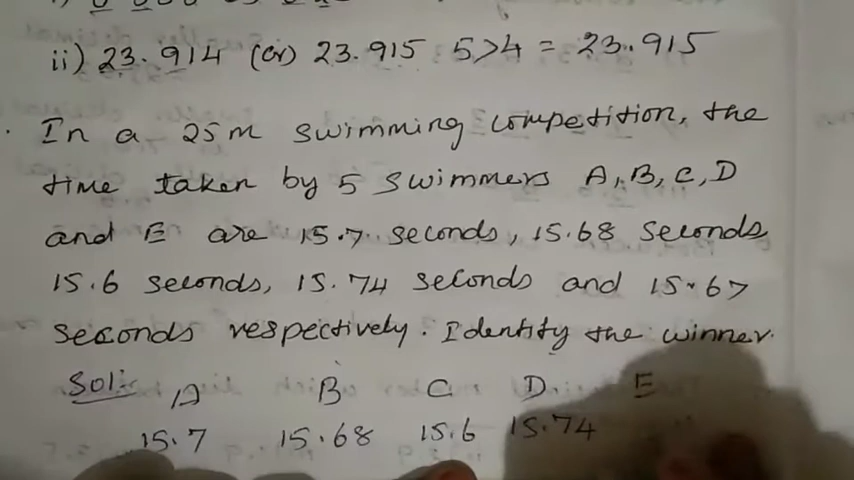 ii) 23.914 (or) 23.915 5>4 = 23.915
In a 25m swimming competition, the
time taken by 5 swimmers A, B, C, D
and E are 15.7 seconds, 15.68 seconds
15.6 seconds, 15.74 seconds and 15.67
seconds respectively. Identity the winner.
Sol:- A B C D E
15.7 15.68 15.6 15.74